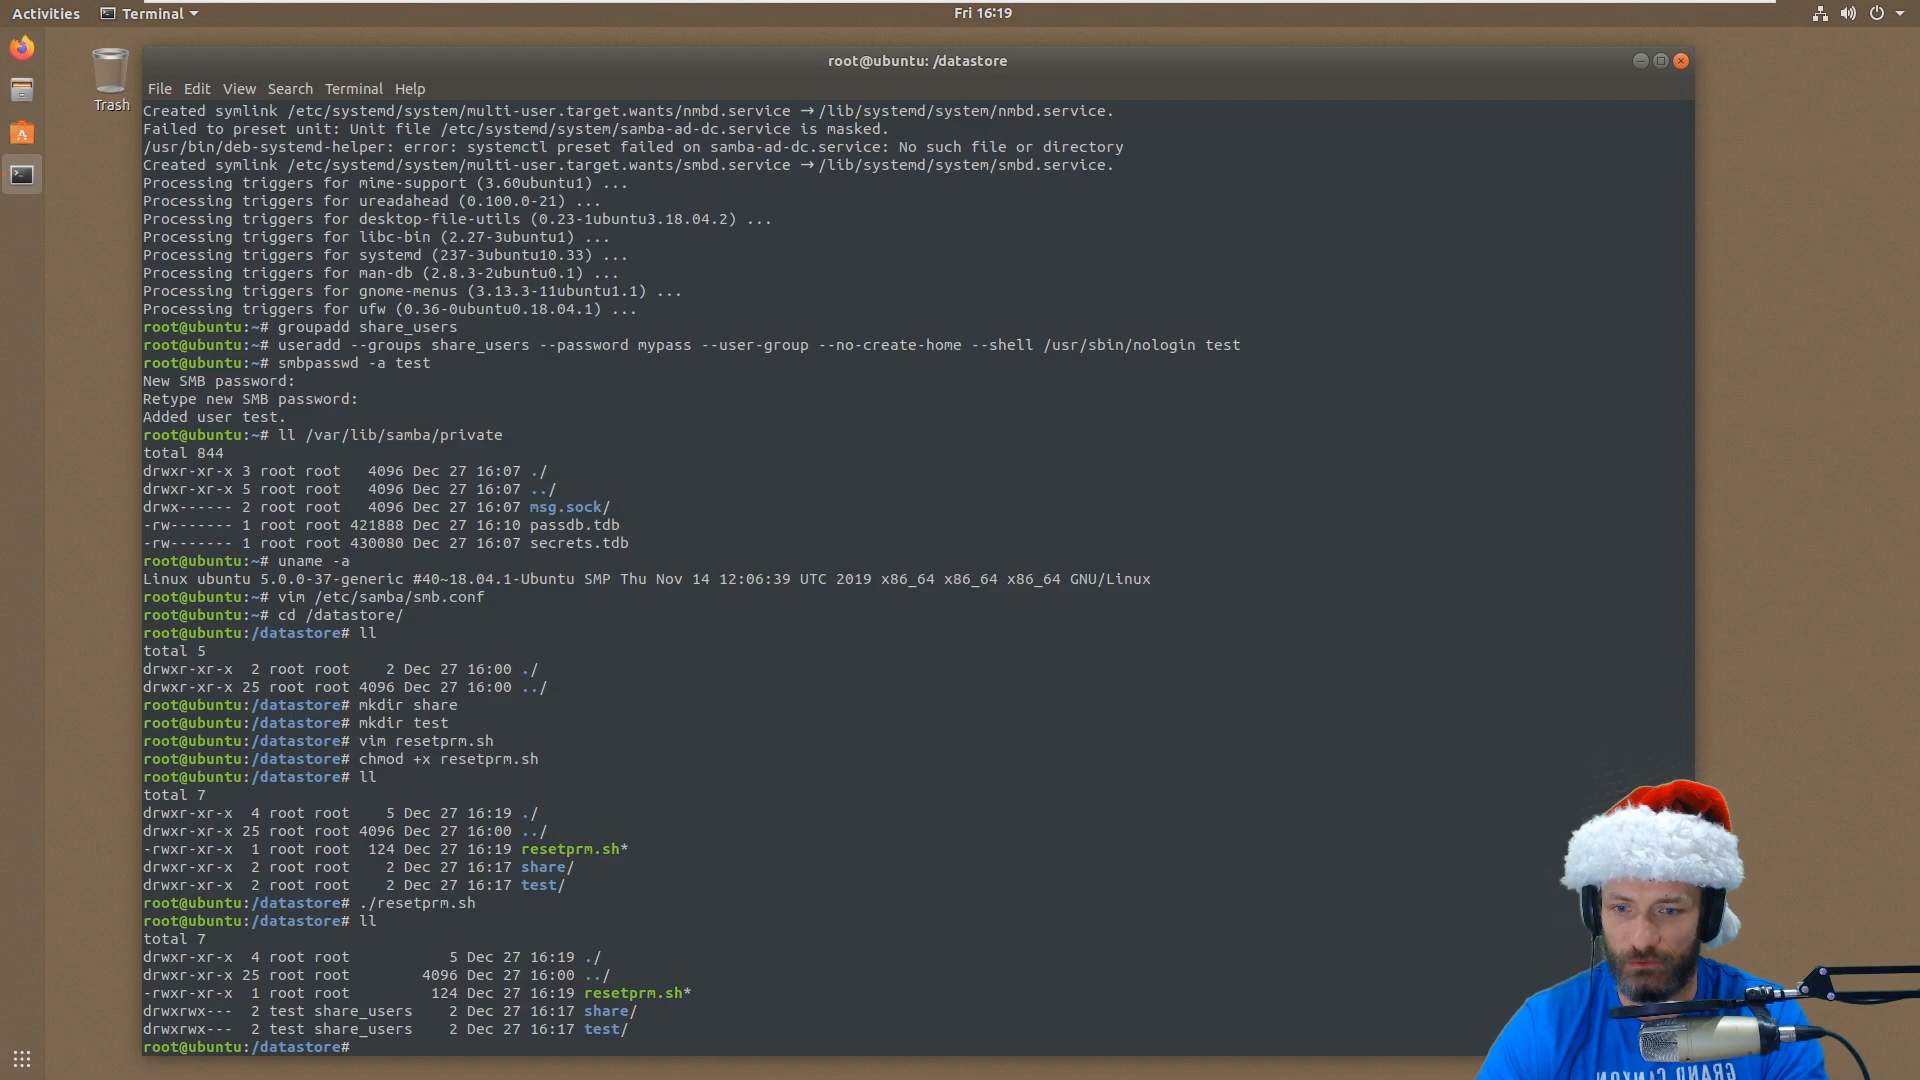 Activities
Terminal
Fri 16:19
Trash
root@ubuntu: /datastore
File Edit View Search Terminal Help
Created symlink /etc/systemd/system/multi-user.target.wants/nmbd.service → /lib/systemd/system/nmbd.service.
Failed to preset unit: Unit file /etc/systemd/system/samba-ad-dc.service is masked.
/usr/bin/deb-systemd-helper: error: systemctl preset failed on samba-ad-dc.service: No such file or directory
Created symlink /etc/systemd/system/multi-user.target.wants/smbd.service → /lib/systemd/system/smbd.service.
Processing triggers for mime-support (3.60ubuntu1) ...
Processing triggers for ureadahead (0.100.0-21) ...
Processing triggers for desktop-file-utils (0.23-1ubuntu3.18.04.2) ...
Processing triggers for libc-bin (2.27-3ubuntu1) ...
Processing triggers for systemd (237-3ubuntu10.33) ...
Processing triggers for man-db (2.8.3-2ubuntu0.1) ...
Processing triggers for gnome-menus (3.13.3-11ubuntu1.1) ...
Processing triggers for ufw (0.36-0ubuntu0.18.04.1) ...
root@ubuntu:~# groupadd share_users
root@ubuntu:~# useradd --groups share_users --password mypass --user-group --no-create-home --shell /usr/sbin/nologin test
root@ubuntu:~# smbpasswd -a test
New SMB password:
Retype new SMB password:
Added user test.
root@ubuntu:~# ll /var/lib/samba/private
total 844
drwxr-xr-x 3 root root   4096 Dec 27 16:07 ./
drwxr-xr-x 5 root root   4096 Dec 27 16:07 ../
drwx------ 2 root root   4096 Dec 27 16:07 msg.sock/
-rw------- 1 root root 421888 Dec 27 16:10 passdb.tdb
-rw------- 1 root root 430080 Dec 27 16:07 secrets.tdb
root@ubuntu:~# uname -a
Linux ubuntu 5.0.0-37-generic #40~18.04.1-Ubuntu SMP Thu Nov 14 12:06:39 UTC 2019 x86_64 x86_64 x86_64 GNU/Linux
root@ubuntu:~# vim /etc/samba/smb.conf
root@ubuntu:~# cd /datastore/
root@ubuntu:/datastore# ll
total 5
drwxr-xr-x  2 root root    2 Dec 27 16:00 ./
drwxr-xr-x 25 root root 4096 Dec 27 16:00 ../
root@ubuntu:/datastore# mkdir share
root@ubuntu:/datastore# mkdir test
root@ubuntu:/datastore# vim resetprm.sh
root@ubuntu:/datastore# chmod +x resetprm.sh
root@ubuntu:/datastore# ll
total 7
drwxr-xr-x  4 root root    5 Dec 27 16:19 ./
drwxr-xr-x 25 root root 4096 Dec 27 16:00 ../
-rwxr-xr-x  1 root root  124 Dec 27 16:19 resetprm.sh*
drwxr-xr-x  2 root root    2 Dec 27 16:17 share/
drwxr-xr-x  2 root root    2 Dec 27 16:17 test/
root@ubuntu:/datastore# ./resetprm.sh
root@ubuntu:/datastore# ll
total 7
drwxr-xr-x  4 root root           5 Dec 27 16:19 ./
drwxr-xr-x 25 root root        4096 Dec 27 16:00 ../
-rwxr-xr-x  1 root root         124 Dec 27 16:19 resetprm.sh*
drwxrwx---  2 test share_users    2 Dec 27 16:17 share/
drwxrwx---  2 test share_users    2 Dec 27 16:17 test/
root@ubuntu:/datastore#
GRAND CANYON